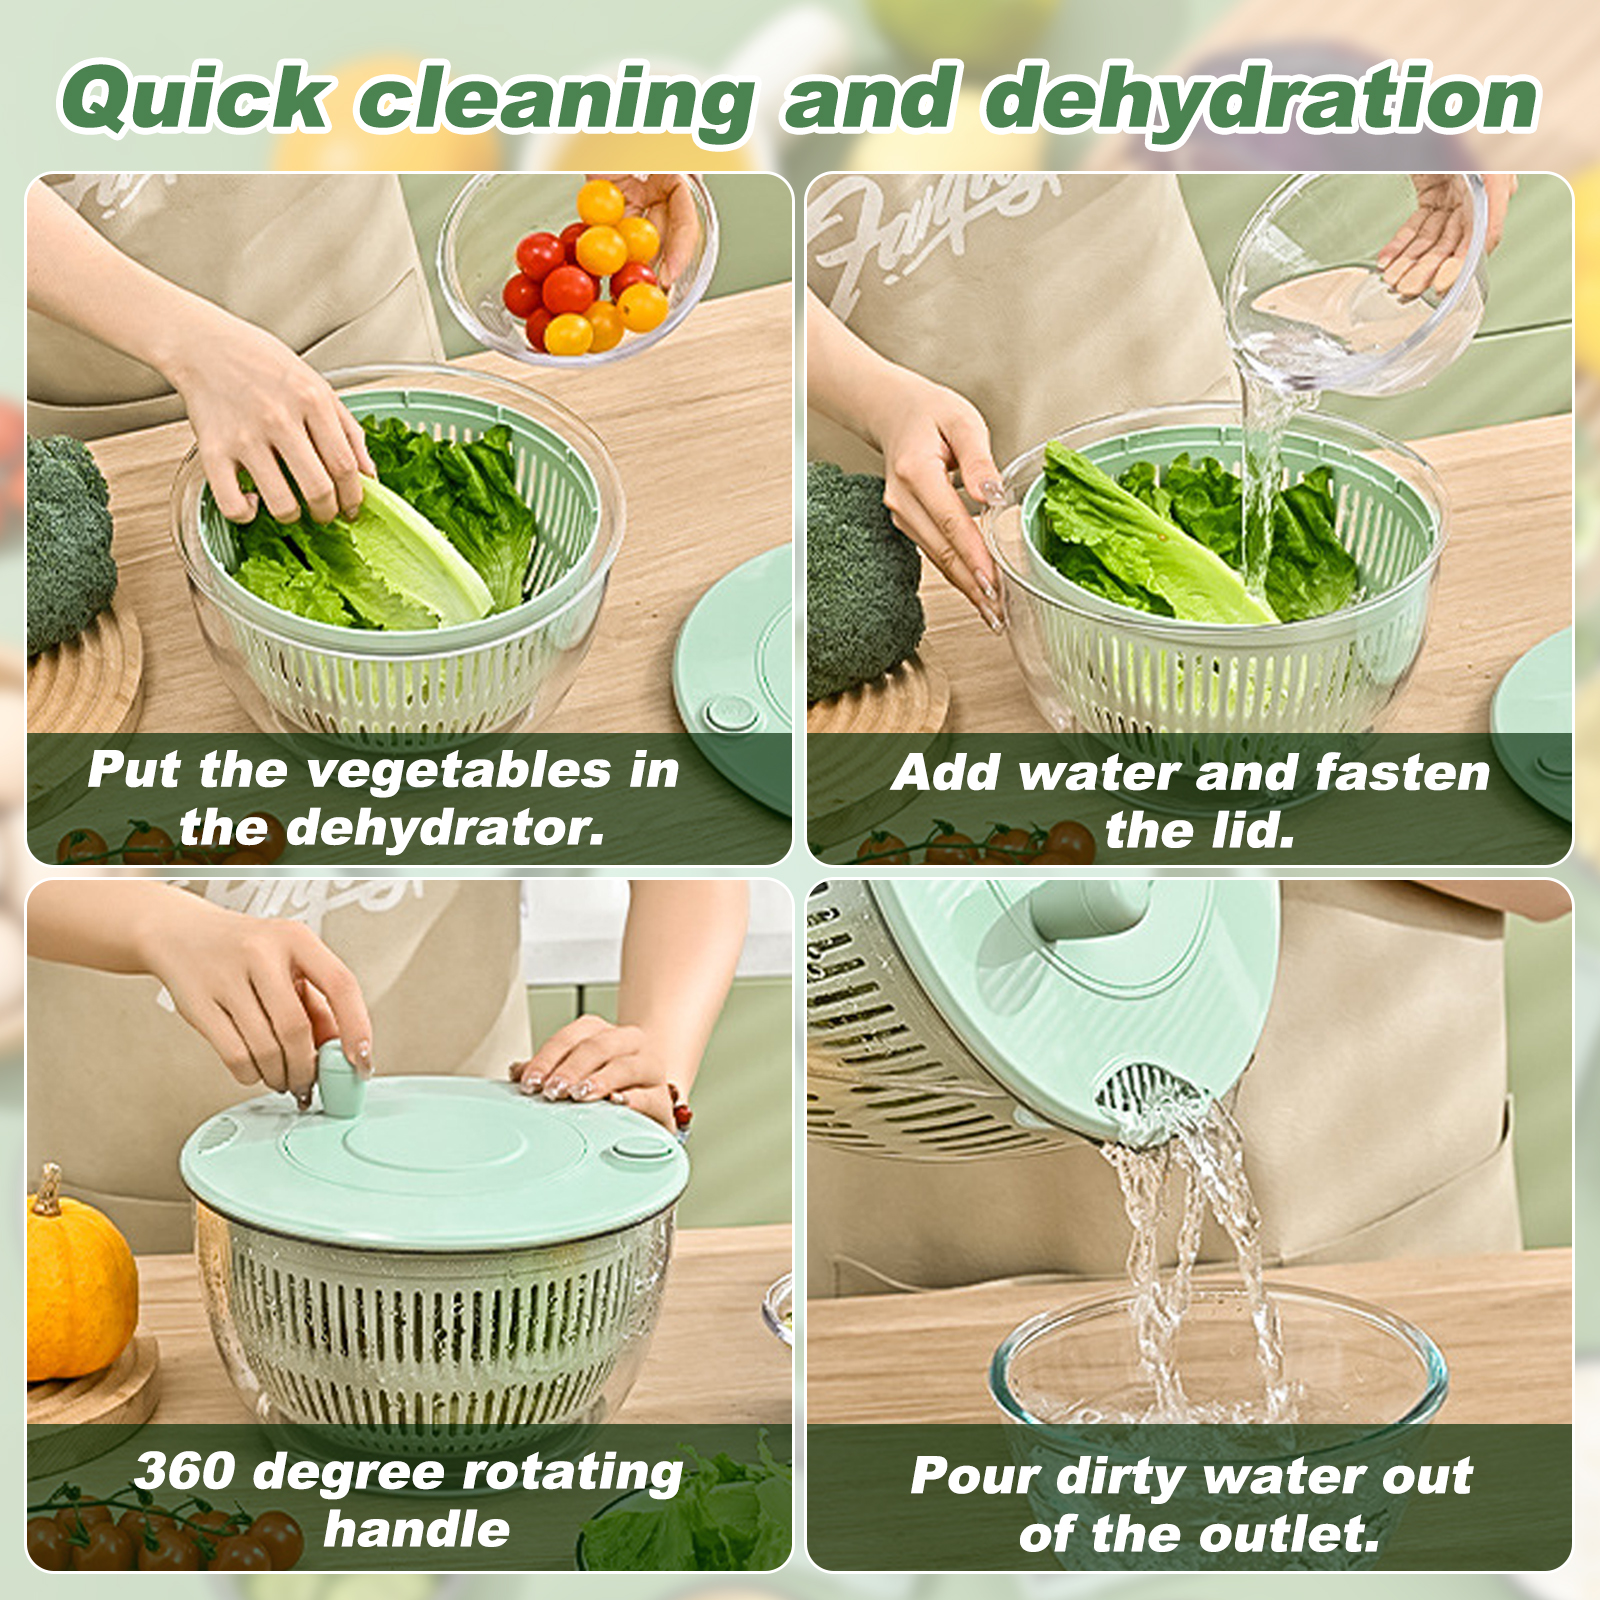 Quick cleaning and dehydration
Put the vegetables in
the dehydrator.
Add water and fasten
the lid.
360 degree rotating
handle
Pour dirty water out
of the outlet.